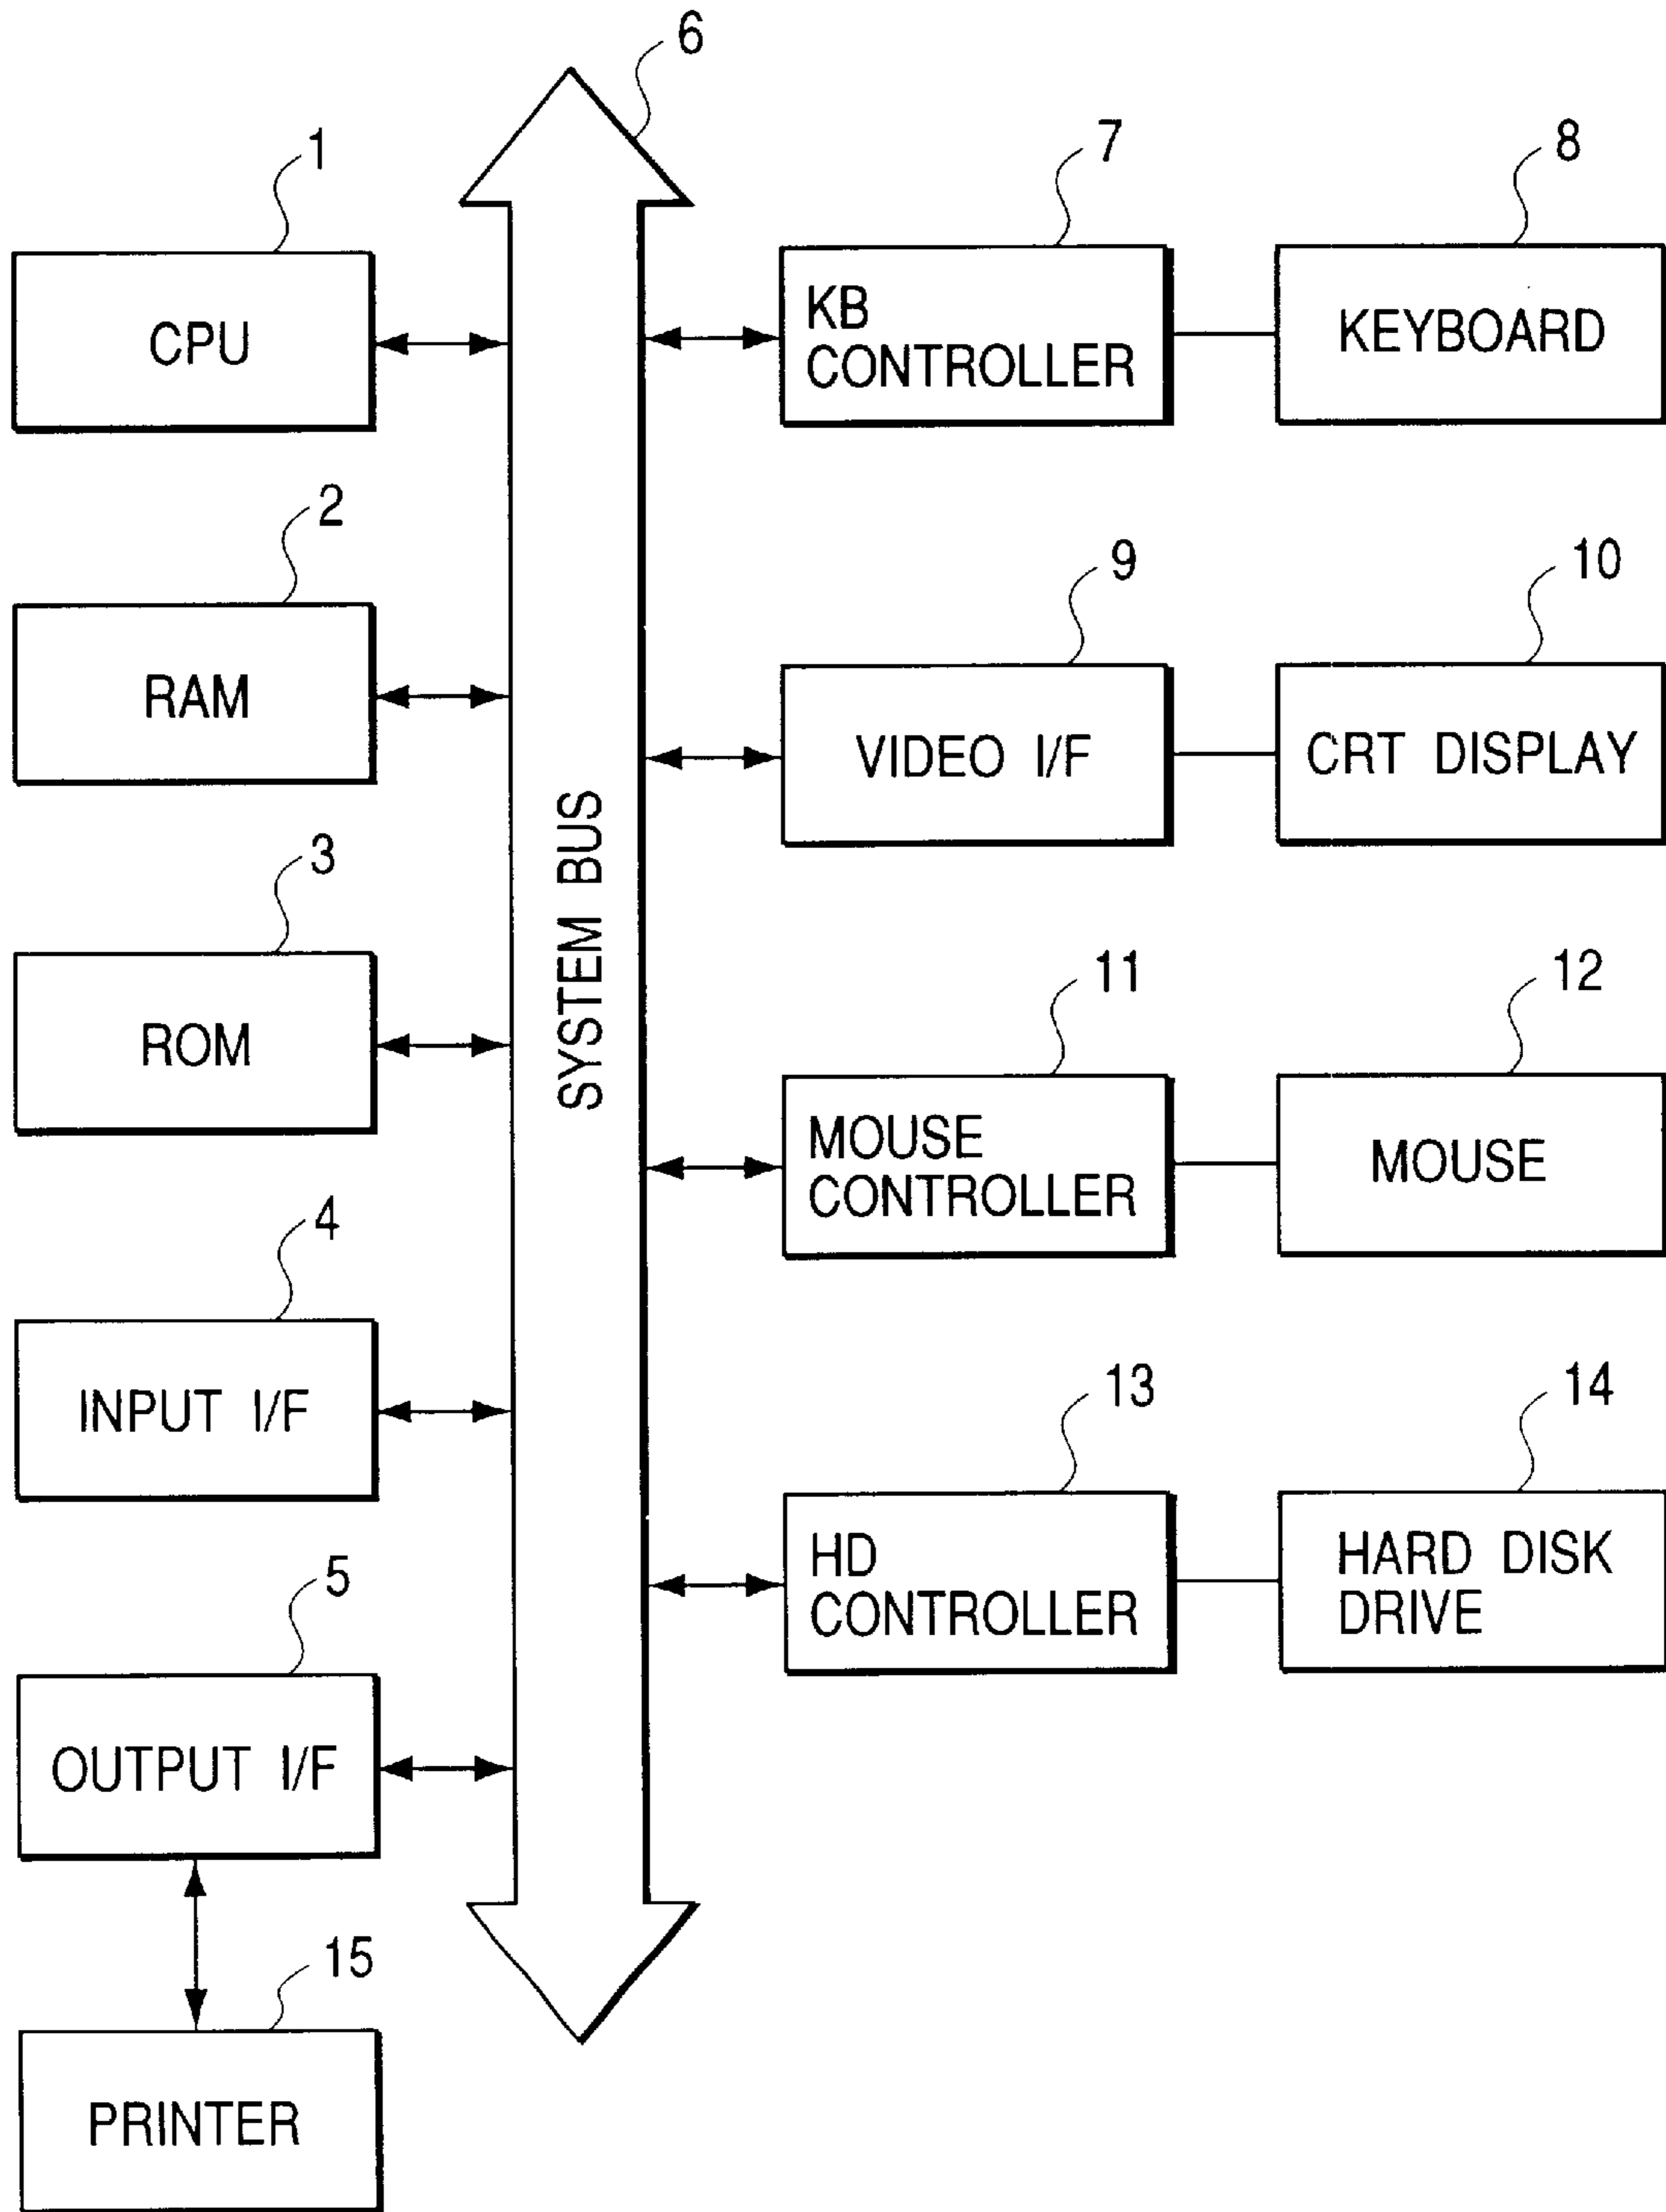 6
1
7
8
CPU
KB
CONTROLLER
KEYBOARD
2
9
10
RAM
VIDEO I/F
CRT DISPLAY
SYSTEM BUS
3
11
12
ROM
MOUSE
CONTROLLER
MOUSE
4
13
14
INPUT I/F
HD
CONTROLLER
HARD DISK
DRIVE
5
OUTPUT I/F
15
PRINTER